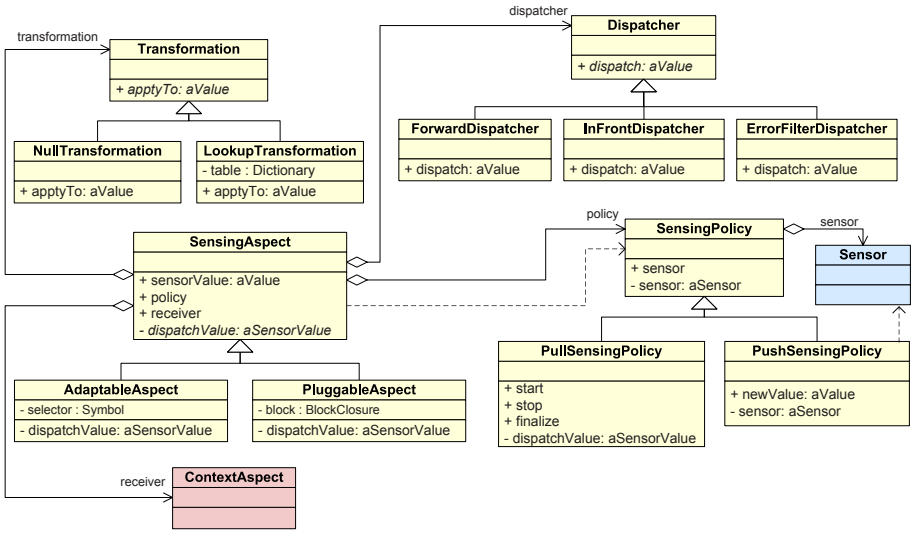 dispatcher
transformation
Transformation
+ apptyTo: aValue
Dispatcher
+ dispatch: aValue
NullTransformation
+ apptyTo: aValue
LookupTransformation
- table : Dictionary
+ apptyTo: aValue
ForwardDispatcher
+ dispatch: aValue
InFrontDispatcher
+ dispatch: aValue
ErrorFilterDispatcher
+ dispatch: aValue
SensingAspect
+ sensorValue: aValue
+ policy
+ receiver
- dispatchValue: aSensorValue
policy
SensingPolicy
+ sensor
- sensor: aSensor
sensor
Sensor
AdaptableAspect
- selector : Symbol
- dispatchValue: aSensorValue
PluggableAspect
- block : BlockClosure
- dispatchValue: aSensorValue
PullSensingPolicy
+ start
+ stop
+ finalize
- dispatchValue: aSensorValue
PushSensingPolicy
+ newValue: aValue
- sensor: aSensor
receiver
ContextAspect